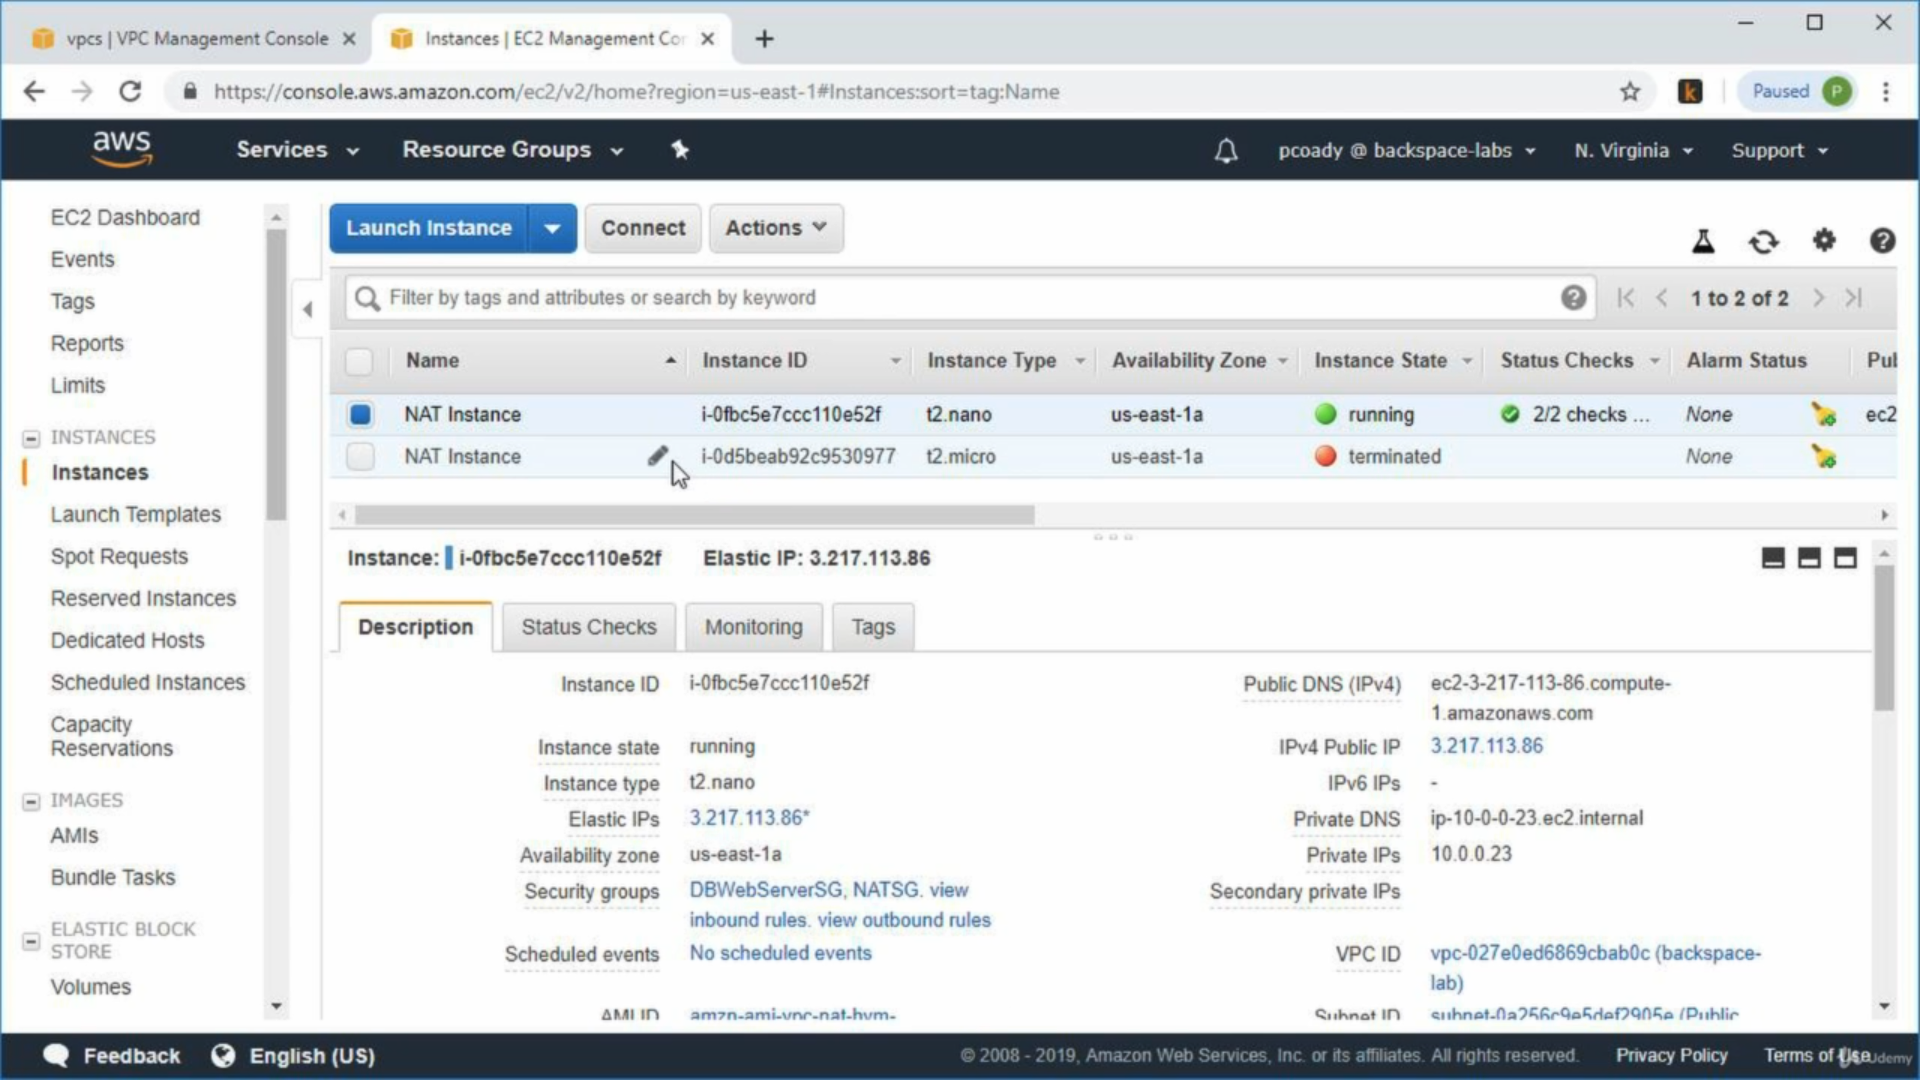 vpcs | VPC Management Console
Instances | EC2 Management Cor
https://console.aws.amazon.com/ec2/v2/home?region=us-east-1#Instances:sort=tag:Name
k
Paused
P
aws
Services
Resource Groups
pcoady @ backspace-labs
N. Virginia
Support
EC2 Dashboard
Events
Tags
Reports
Limits
INSTANCES
Instances
Launch Templates
Spot Requests
Reserved Instances
Dedicated Hosts
Scheduled Instances
Capacity
Reservations
IMAGES
AMIs
Bundle Tasks
ELASTIC BLOCK
STORE
Volumes
Launch Instance
Connect
Actions
Filter by tags and attributes or search by keyword
1 to 2 of 2
Name Instance ID Instance Type Availability Zone Instance State Status Checks Alarm Status Pub
NAT Instance i-0fbc5e7ccc110e52f t2.nano us-east-1a running 2/2 checks ... None ec2
NAT Instance i-0d5beab92c9530977 t2.micro us-east-1a terminated None
Instance: i-0fbc5e7ccc110e52f Elastic IP: 3.217.113.86
Description
Status Checks
Monitoring
Tags
Instance ID i-0fbc5e7ccc110e52f
Instance state running
Instance type t2.nano
Elastic IPs 3.217.113.86*
Availability zone us-east-1a
Security groups DBWebServerSG, NATSG. view
inbound rules. view outbound rules
Scheduled events No scheduled events
AMI ID amzn-ami-vpc-nat-hvm-
Public DNS (IPv4) ec2-3-217-113-86.compute-
1.amazonaws.com
IPv4 Public IP 3.217.113.86
IPv6 IPs -
Private DNS ip-10-0-0-23.ec2.internal
Private IPs 10.0.0.23
Secondary private IPs
VPC ID vpc-027e0ed6869cbab0c (backspace-
lab)
Subnet ID subnet-0a256c9e5def2905e (Public
Feedback
English (US)
© 2008 - 2019, Amazon Web Services, Inc. or its affiliates. All rights reserved.
Privacy Policy
Terms of Use
Udemy